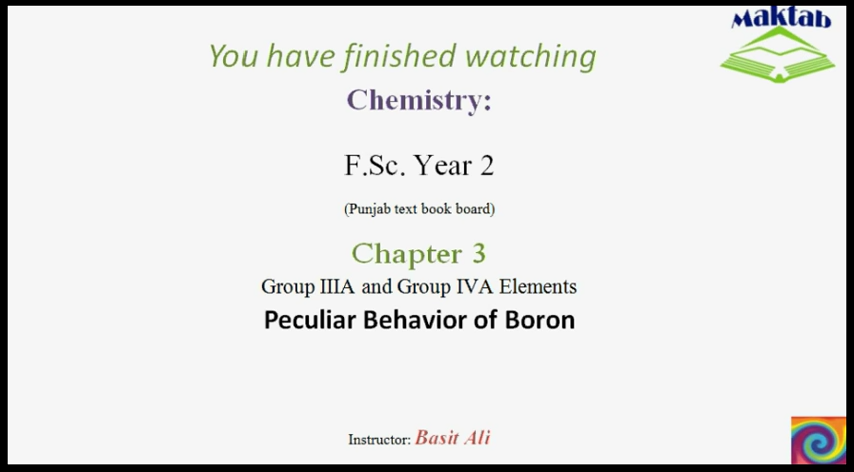 Maktab
You have finished watching
Chemistry:
F.Sc. Year 2
(Punjab text book board)
Chapter 3
Group IIIA and Group IVA Elements
Peculiar Behavior of Boron
Instructor: Basit Ali